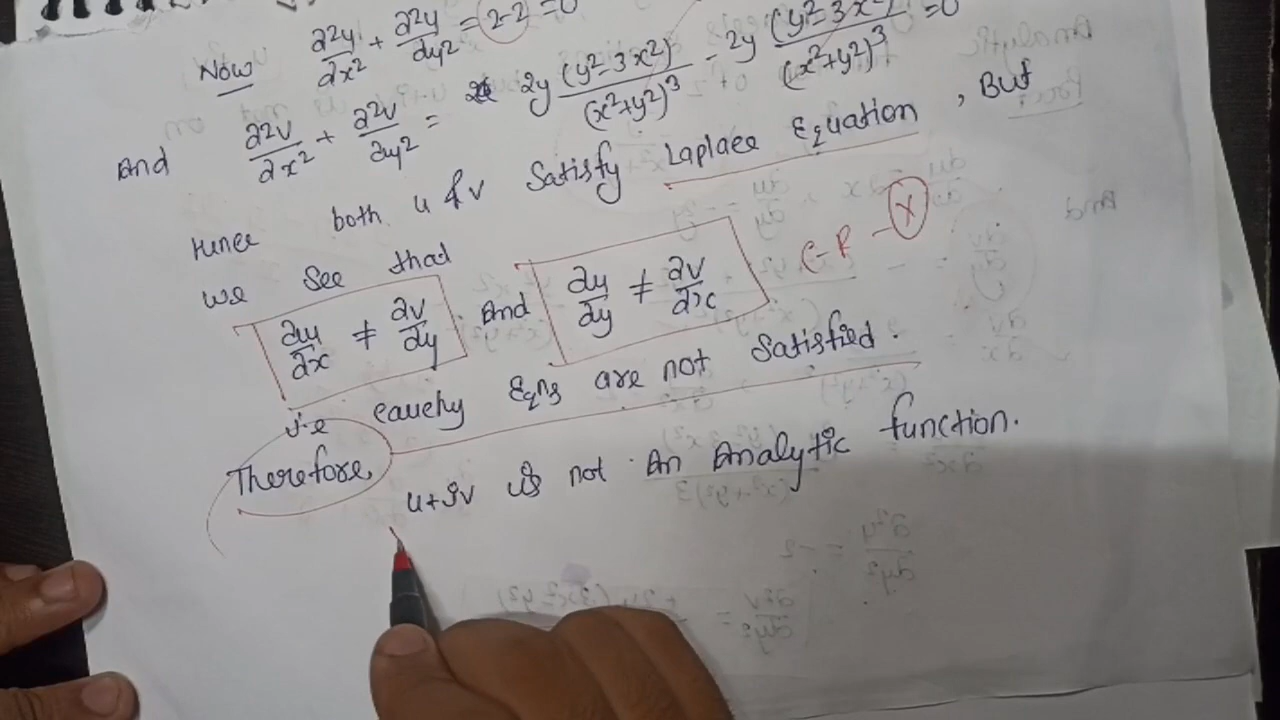 Now ∂²u/∂x² + ∂²u/∂y² = 2-2 = 0
And ∂²v/∂x² + ∂²v/∂y² = 2y (y²-3x²)/(x²+y²)³ - 2y (y²-3x²)/(x²+y²)³ = 0
Hence both u & v Satisfy Laplace Equation, But
we See that
∂u/∂x ≠ ∂v/∂y And ∂u/∂y ≠ ∂v/∂x C-R - X
i.e cauchy Eqns are not Satisfied.
Therefore u+iv is not An Analytic function.